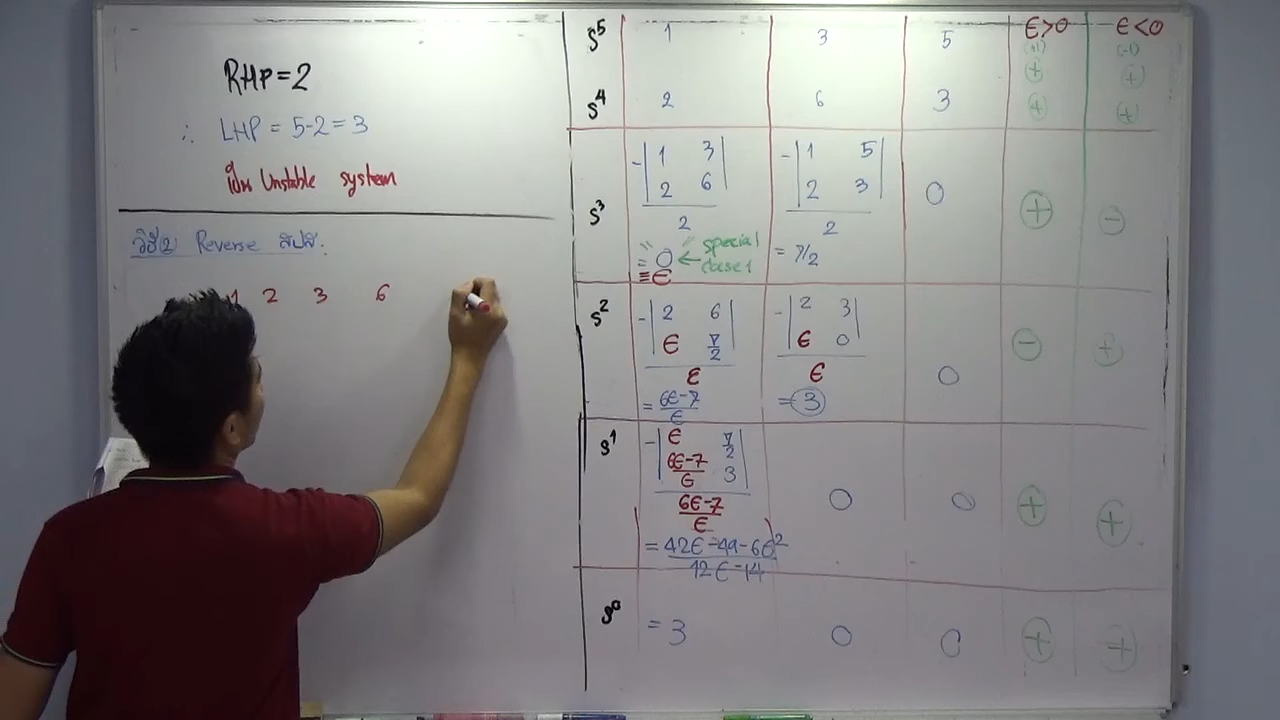 RHP = 2
∴ LHP = 5-2 = 3
เป็น Unstable system
วิธี(2) Reverse สปส.
1 2 3 6
S⁵ 1 3 5 ϵ>0 ϵ<0
(+1) (-1)
+ +
S⁴ 2 6 3 + +
S³ -|1 3| -|1 5| 0 + -
|2 6| |2 3|
2 2
= 0 ← special case 1 = 7/2
≡ϵ
S² -|2 6| -|2 3| 0 - +
|ϵ 7/2| |ϵ 0|
ϵ ϵ
= 6ϵ-7/ϵ = 3
S¹ -|ϵ 7/2| 0 0 + +
|6ϵ-7/ϵ 3|
6ϵ-7/ϵ
= 42ϵ-49-6ϵ²
12ϵ-14
S⁰ = 3 0 0 + +